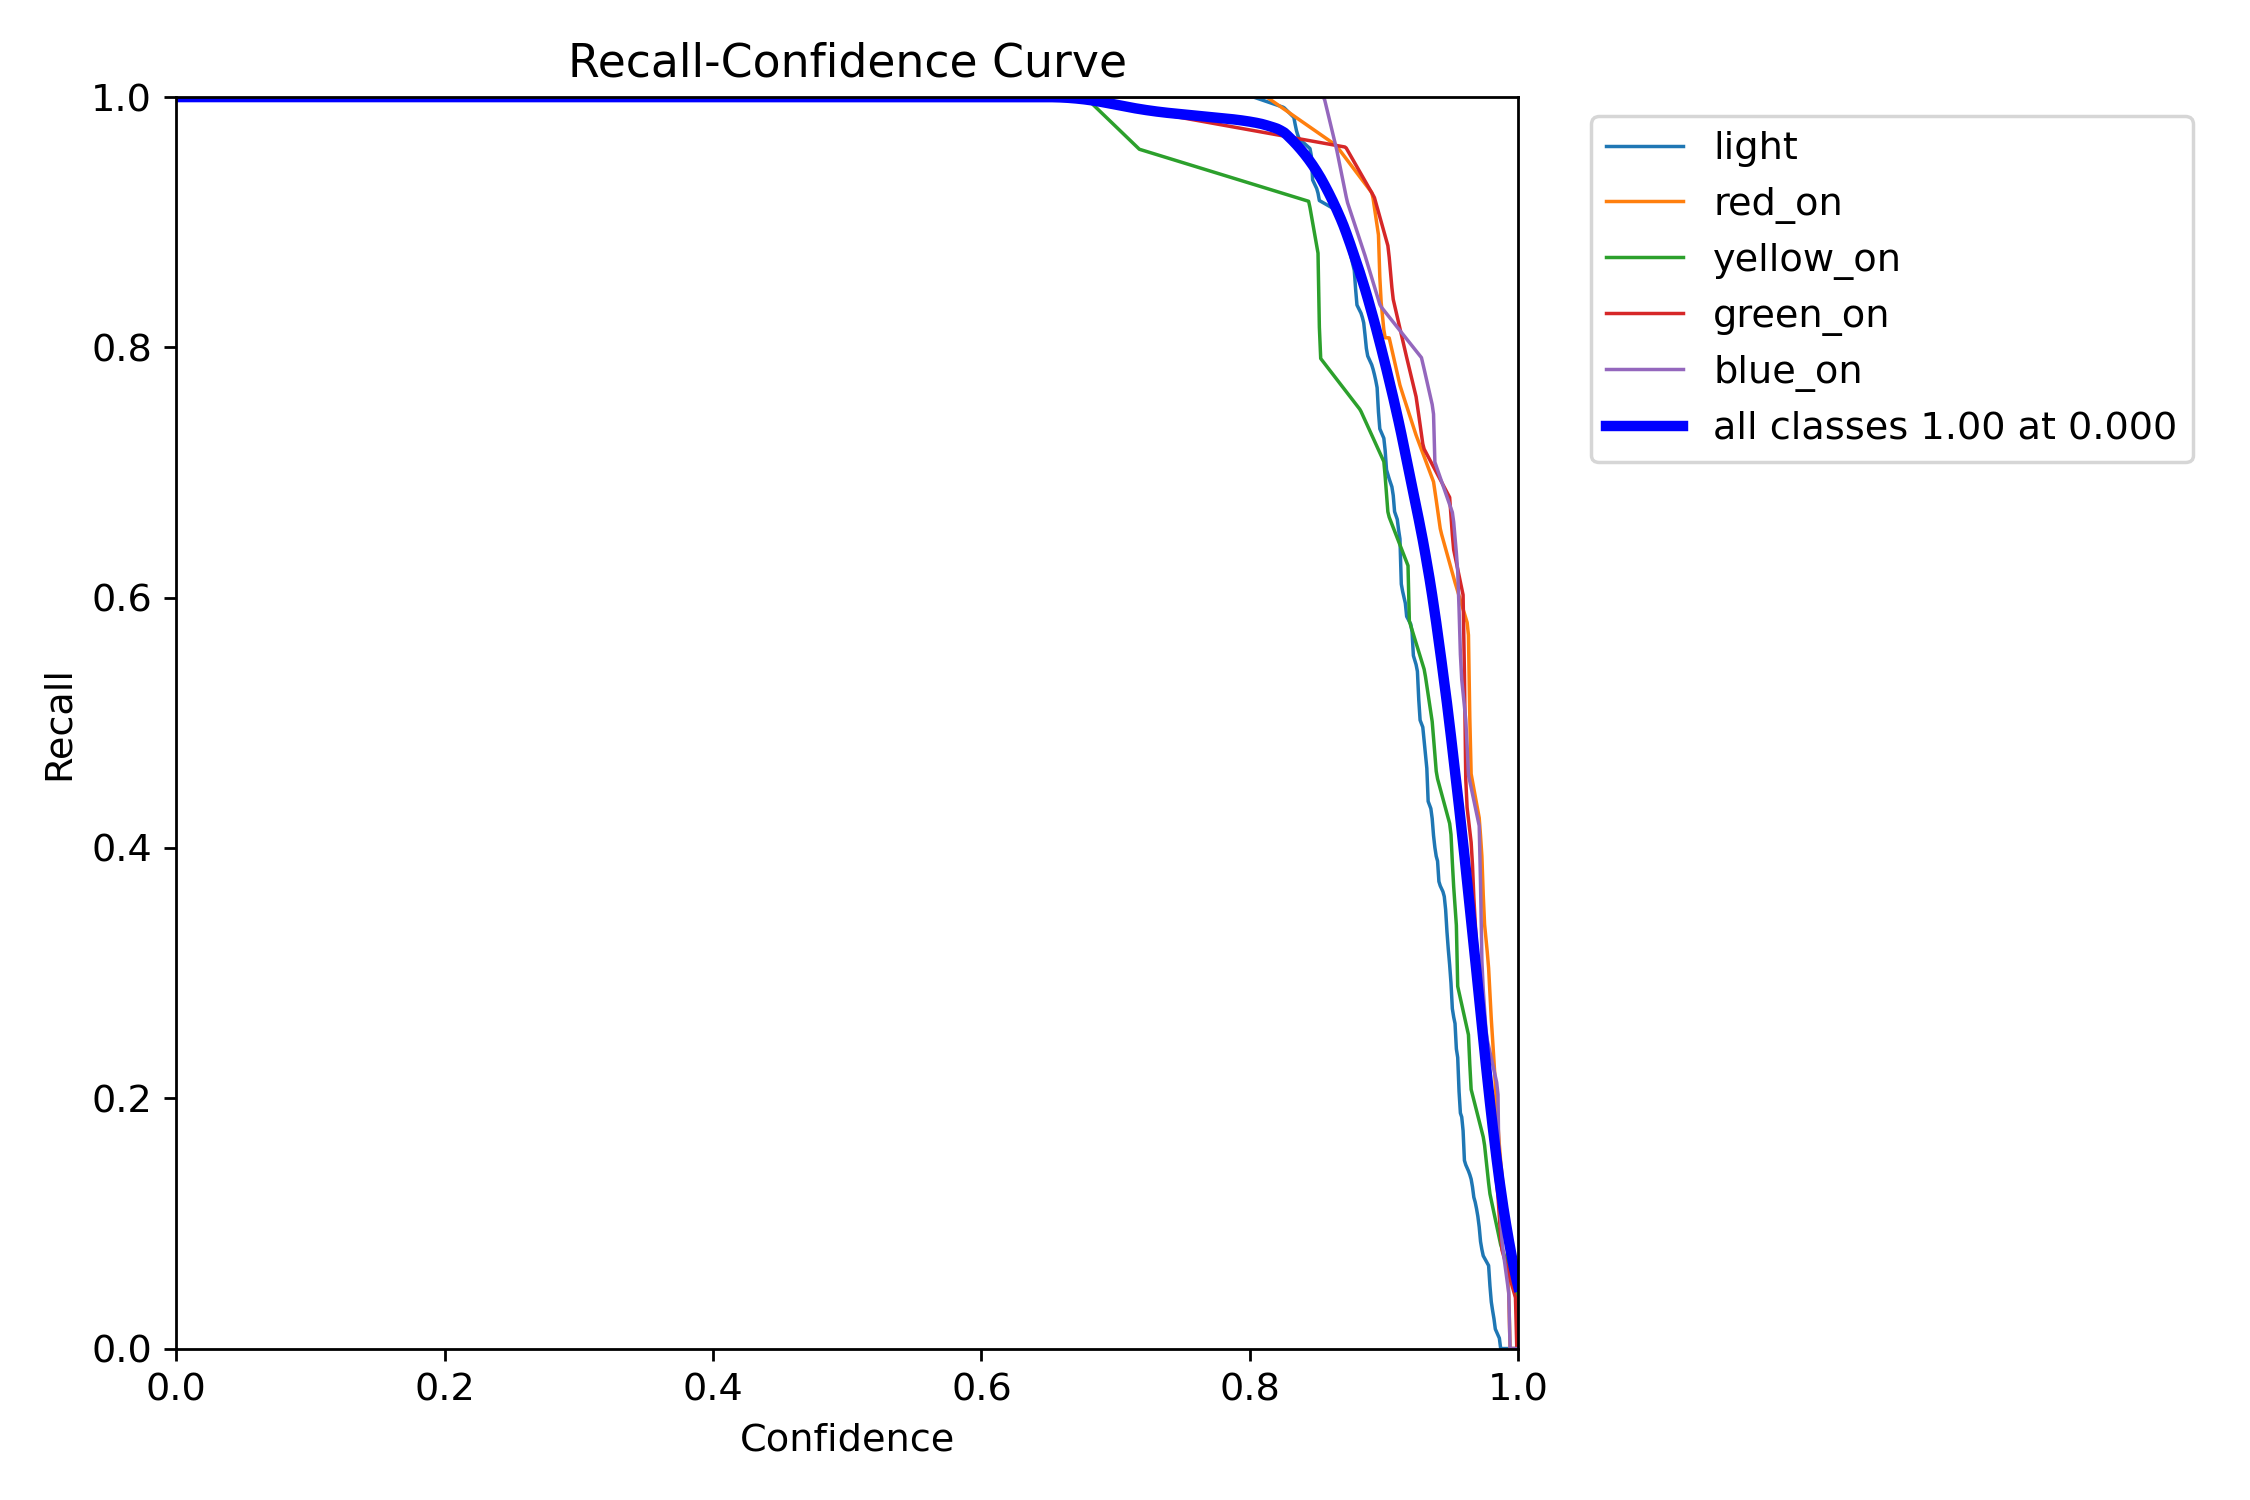 Recall-Confidence Curve
1.0
0.8
0.6
0.4
0.2
0.0
Recall
0.0 0.2 0.4 0.6 0.8 1.0
Confidence
light
red_on
yellow_on
green_on
blue_on
all classes 1.00 at 0.000